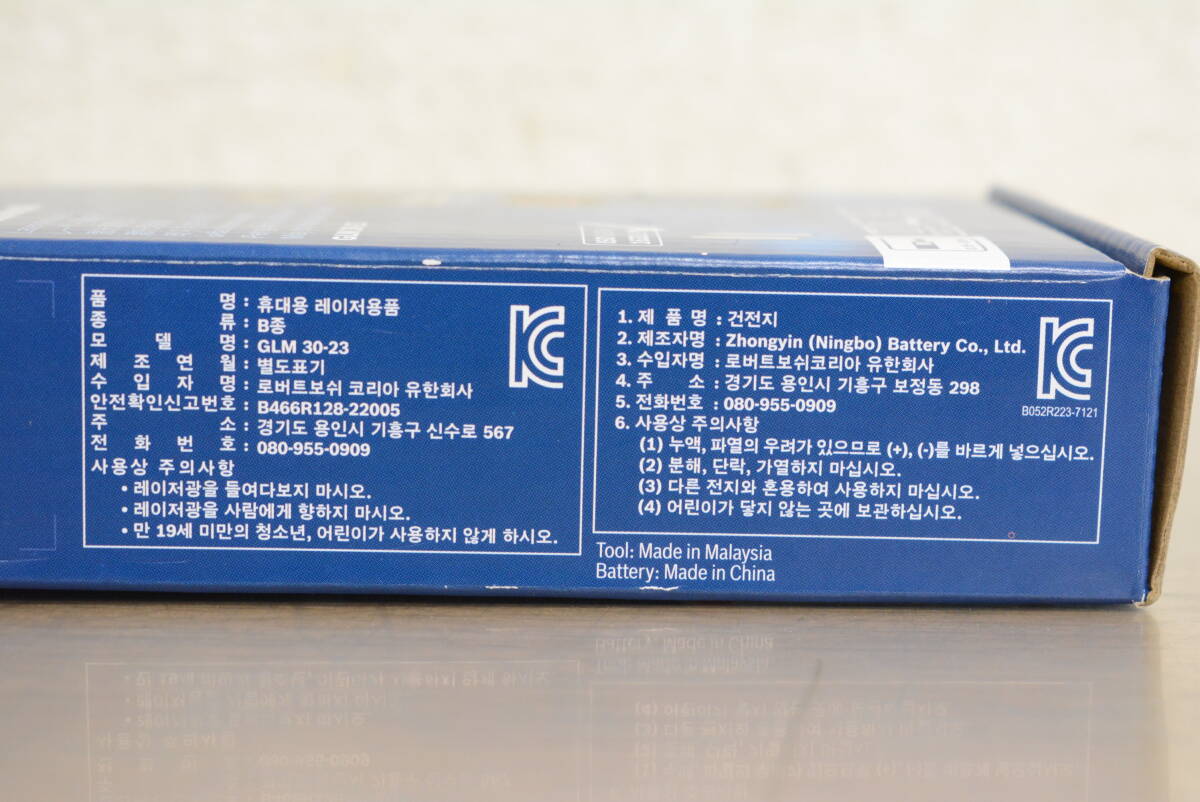 품 명 : 휴대용 레이저용품
종 류 : B종
모 델 명 : GLM 30-23
제 조 연 월 : 별도표기
수 입 자 명 : 로버트보쉬 코리아 유한회사
안전확인신고번호 : B466R128-22005
주 소 : 경기도 용인시 기흥구 신수로 567
전 화 번 호 : 080-955-0909
사용상 주의사항
• 레이저광을 들여다보지 마시오.
• 레이저광을 사람에게 향하지 마시오.
• 만 19세 미만의 청소년, 어린이가 사용하지 않게 하시오.
1. 제 품 명 : 건전지
2. 제조자명 : Zhongyin (Ningbo) Battery Co., Ltd.
3. 수입자명 : 로버트보쉬코리아 유한회사
4. 주 소 : 경기도 용인시 기흥구 보정동 298
5. 전화번호 : 080-955-0909
6. 사용상 주의사항
(1) 누액, 파열의 우려가 있으므로 (+), (-)를 바르게 넣으십시오.
(2) 분해, 단락, 가열하지 마십시오.
(3) 다른 전지와 혼용하여 사용하지 마십시오.
(4) 어린이가 닿지 않는 곳에 보관하십시오.
B052R223-7121
Tool: Made in Malaysia
Battery: Made in China